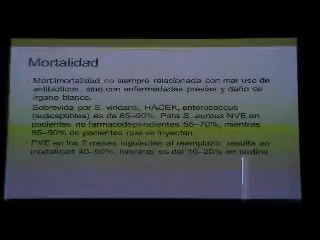 Mortalidad
Morbimortalidad no siempre relacionada con mal uso de
antibióticos, sino con enfermedades previas y daño de
órgano blanco.
Sobrevida por S. viridans, HACEK, enterococcus
(susceptibles) es de 85-90%. Para S. aureus NVE en
pacientes no farmacodependientes 55-70%, mientras
85-90% de pacientes que se inyectan.
PVE en los 2 meses siguientes al reemplazo, resulta en
mortalidad 40-50%, mientras es del 10-20% en